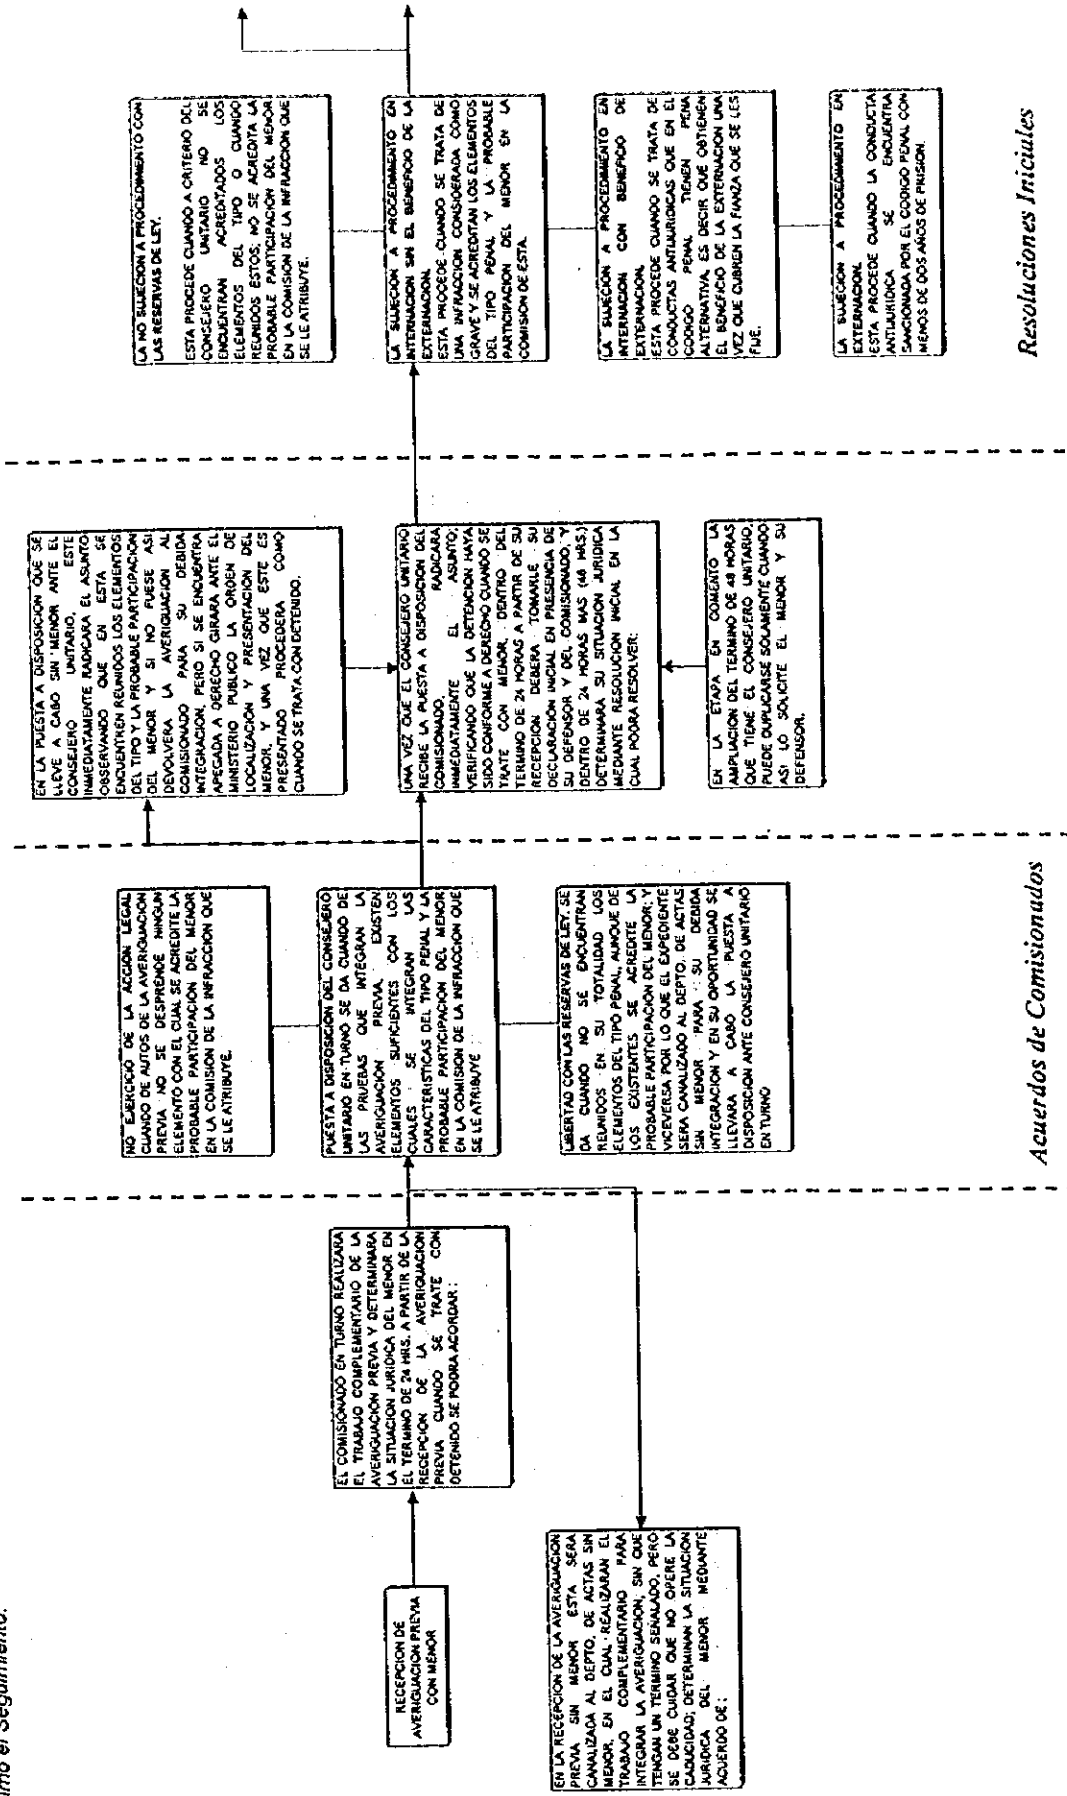 el Seguimiento.
RECEPCION DE
AVERIGUACION PREVIA
CON MENOR
EN LA RECEPCION DE LA AVERIGUACION
PREVIA SIN MENOR ESTA SERA
CANALIZADA AL DEPTO. DE ACTAS SIN
MENOR, EN EL CUAL REALIZARAN EL
TRABAJO COMPLEMENTARIO PARA
INTEGRAR LA AVERIGUACION, SIN QUE
TENGAN UN TERMINO SEÑALADO, PERO
SE DEBE CUIDAR QUE NO OPERE LA
CADUCIDAD; DETERMINAN LA SITUACION
JURIDICA DEL MENOR MEDIANTE
ACUERDO DE :
EL COMISIONADO EN TURNO REALIZARA
EL TRABAJO COMPLEMENTARIO DE LA
AVERIGUACION PREVIA Y DETERMINARA
LA SITUACION JURIDICA DEL MENOR EN
EL TERMINO DE 24 HRS. A PARTIR DE LA
RECEPCION DE LA AVERIGUACION
PREVIA CUANDO SE TRATE CON
DETENIDO SE PODRA ACORDAR :
NO EJERCICIO DE LA ACCION LEGAL
CUANDO DE AUTOS DE LA AVERIGUACION
PREVIA NO SE DESPRENDE NINGUN
ELEMENTO CON EL CUAL SE ACREDITE LA
PROBABLE PARTICIPACION DEL MENOR
EN LA COMISION DE LA INFRACCION QUE
SE LE ATRIBUYE.
PUESTA A DISPOSICION DEL CONSEJERO
UNITARIO EN TURNO SE DA CUANDO DE
LAS PRUEBAS QUE INTEGRAN LA
AVERIGUACION PREVIA, EXISTEN
ELEMENTOS SUFICIENTES CON LOS
CUALES SE INTEGRAN LAS
CARACTERISTICAS DEL TIPO PENAL Y LA
PROBABLE PARTICIPACION DEL MENOR
EN LA COMISION DE LA INFRACCION QUE
SE LE ATRIBUYE
LIBERTAD CON LAS RESERVAS DE LEY. SE
DA CUANDO NO SE ENCUENTRAN
REUNIDOS EN SU TOTALIDAD LOS
ELEMENTOS DEL TIPO PENAL, AUNQUE DE
LOS EXISTENTES SE ACREDITE LA
PROBABLE PARTICIPACION DEL MENOR; Y
VICEVERSA POR LO QUE EL EXPEDIENTE
SERA CANALIZADO AL DEPTO. DE ACTAS
SIN MENOR PARA SU DEBIDA
INTEGRACION Y EN SU OPORTUNIDAD SE
LLEVARA A CABO LA PUESTA A
DISPOSICION ANTE CONSEJERO UNITARIO
EN TURNO
Acuerdos de Comisionados
EN LA PUESTA A DISPOSICION QUE SE
LLEVE A CABO SIN MENOR ANTE EL
CONSEJERO UNITARIO, ESTE
INMEDIATAMENTE RADICARA EL ASUNTO
OBSERVANDO QUE EN ESTA SE
ENCUENTREN REUNIDOS LOS ELEMENTOS
DEL TIPO Y LA PROBABLE PARTICIPACION
DEL MENOR Y SI NO FUESE ASI
DEVOLVERA LA AVERIGUACION AL
COMISIONADO PARA SU DEBIDA
INTEGRACION, PERO SI SE ENCUENTRA
APEGADA A DERECHO GIRARA ANTE EL
MINISTERIO PUBLICO LA ORDEN DE
LOCALIZACION Y PRESENTACION DEL
MENOR, Y UNA VEZ QUE ESTE ES
PRESENTADO PROCEDERA COMO
CUANDO SE TRATA CON DETENIDO.
UNA VEZ QUE EL CONSEJERO UNITARIO
RECIBE LA PUESTA A DISPOSICION DEL
COMISIONADO, RADICARA
INMEDIATAMENTE EL ASUNTO;
VERIFICANDO QUE LA DETENCION HAYA
SIDO CONFORME A DERECHO CUANDO SE
TRATE CON MENOR, DENTRO DEL
TERMINO DE 24 HORAS A PARTIR DE SU
RECEPCION DEBERA TOMARLE SU
DECLARACION INICIAL EN PRESENCIA DE
SU DEFENSOR Y DEL COMISIONADO, Y
DENTRO DE 24 HORAS MAS (48 HRS.)
DETERMINARA SU SITUACION JURIDICA
MEDIANTE RESOLUCION INICIAL EN LA
CUAL PODRA RESOLVER:
EN LA ETAPA EN COMENTO LA
AMPLIACION DEL TERMINO DE 48 HORAS
QUE TIENE EL CONSEJERO UNITARIO,
PUEDE DUPLICARSE SOLAMENTE CUANDO
ASI LO SOLICITE EL MENOR Y SU
DEFENSOR.
LA NO SUJECION A PROCEDIMIENTO CON
LAS RESERVAS DE LEY.
ESTA PROCEDE CUANDO A CRITERIO DEL
CONSEJERO UNITARIO NO SE
ENCUENTRAN ACREDITADOS LOS
ELEMENTOS DEL TIPO O CUANDO
REUNIDOS ESTOS; NO SE ACREDITA LA
PROBABLE PARTICIPACION DEL MENOR
EN LA COMISION DE LA INFRACCION QUE
SE LE ATRIBUYE.
LA SUJECION A PROCEDIMIENTO EN
INTERNACION SIN EL BENEFICIO DE LA
EXTERNACION.
ESTA PROCEDE CUANDO SE TRATA DE
UNA INFRACCION CONSIDERADA COMO
GRAVE Y SE ACREDITAN LOS ELEMENTOS
DEL TIPO PENAL Y LA PROBABLE
PARTICIPACION DEL MENOR EN LA
COMISION DE ESTA.
LA SUJECION A PROCEDIMIENTO EN
INTERNACION CON BENEFICIO DE
EXTERNACION.
ESTA PROCEDE CUANDO SE TRATA DE
CONDUCTAS ANTIJURIDICAS QUE EN EL
CODIGO PENAL TIENEN PENA
ALTERNATIVA, ES DECIR QUE OBTIENEN
EL BENEFICIO DE LA EXTERNACION UNA
VEZ QUE CUBREN LA FIANZA QUE SE LES
FIJE.
LA SUJECION A PROCEDIMIENTO EN
EXTERNACION.
ESTA PROCEDE CUANDO LA CONDUCTA
ANTIJURIDICA SE ENCUENTRA
SANCIONADA POR EL CODIGO PENAL CON
MENOS DE DOS AÑOS DE PRISION.
Resoluciones Iniciales